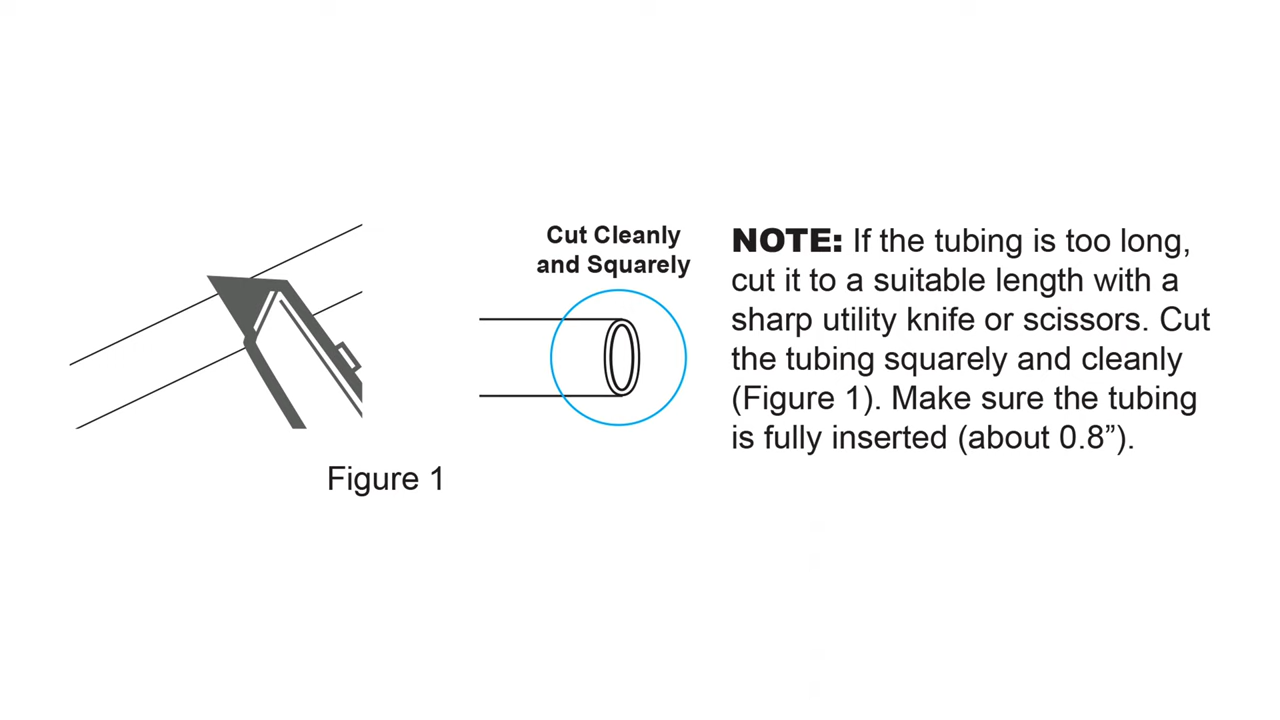 Cut Cleanly
and Squarely
NOTE: If the tubing is too long,
cut it to a suitable length with a
sharp utility knife or scissors. Cut
the tubing squarely and cleanly
(Figure 1). Make sure the tubing
is fully inserted (about 0.8”).
Figure 1